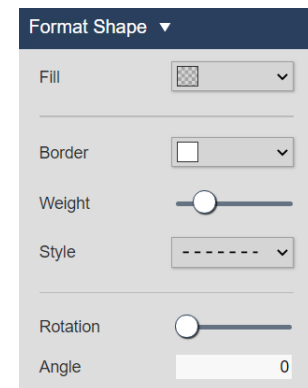 Format Shape ▼
Fill
Border
Weight
Style
Rotation
Angle 0